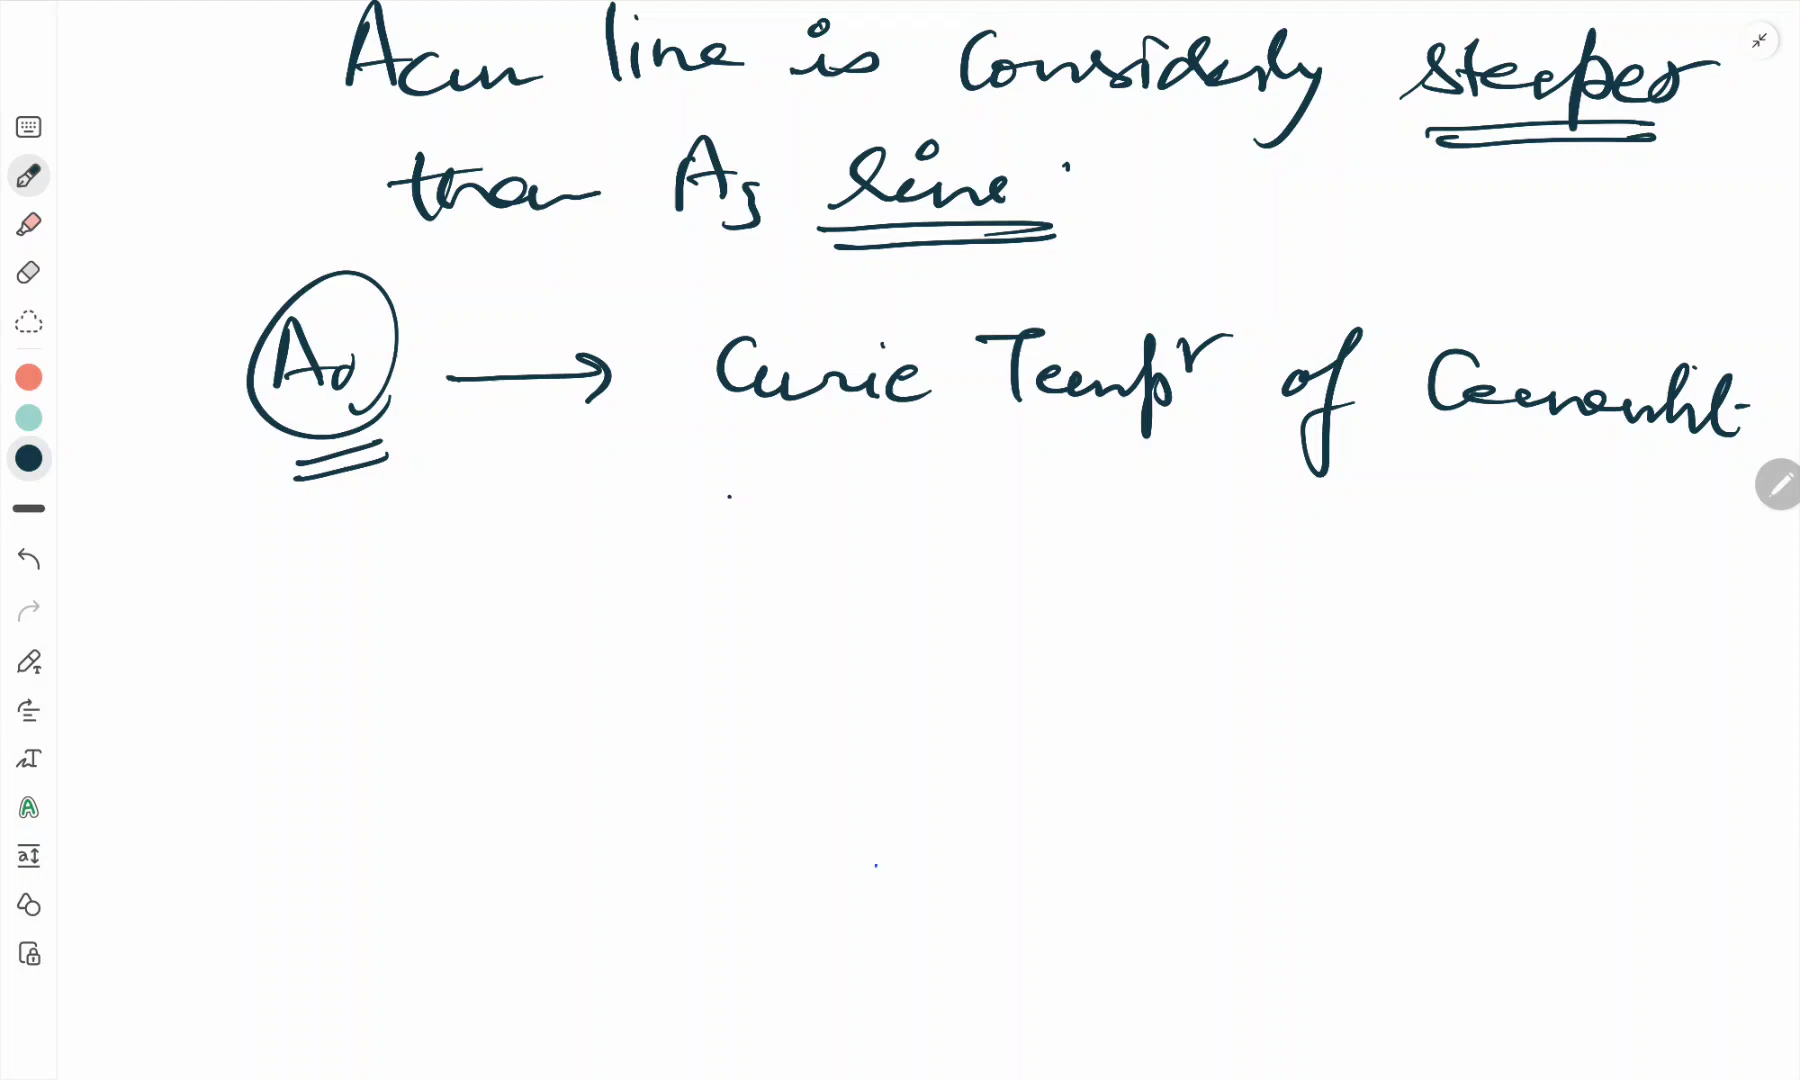 Acm line is Considerly steeper
than A3 line.
A0 → Curie Tempr of Cementite